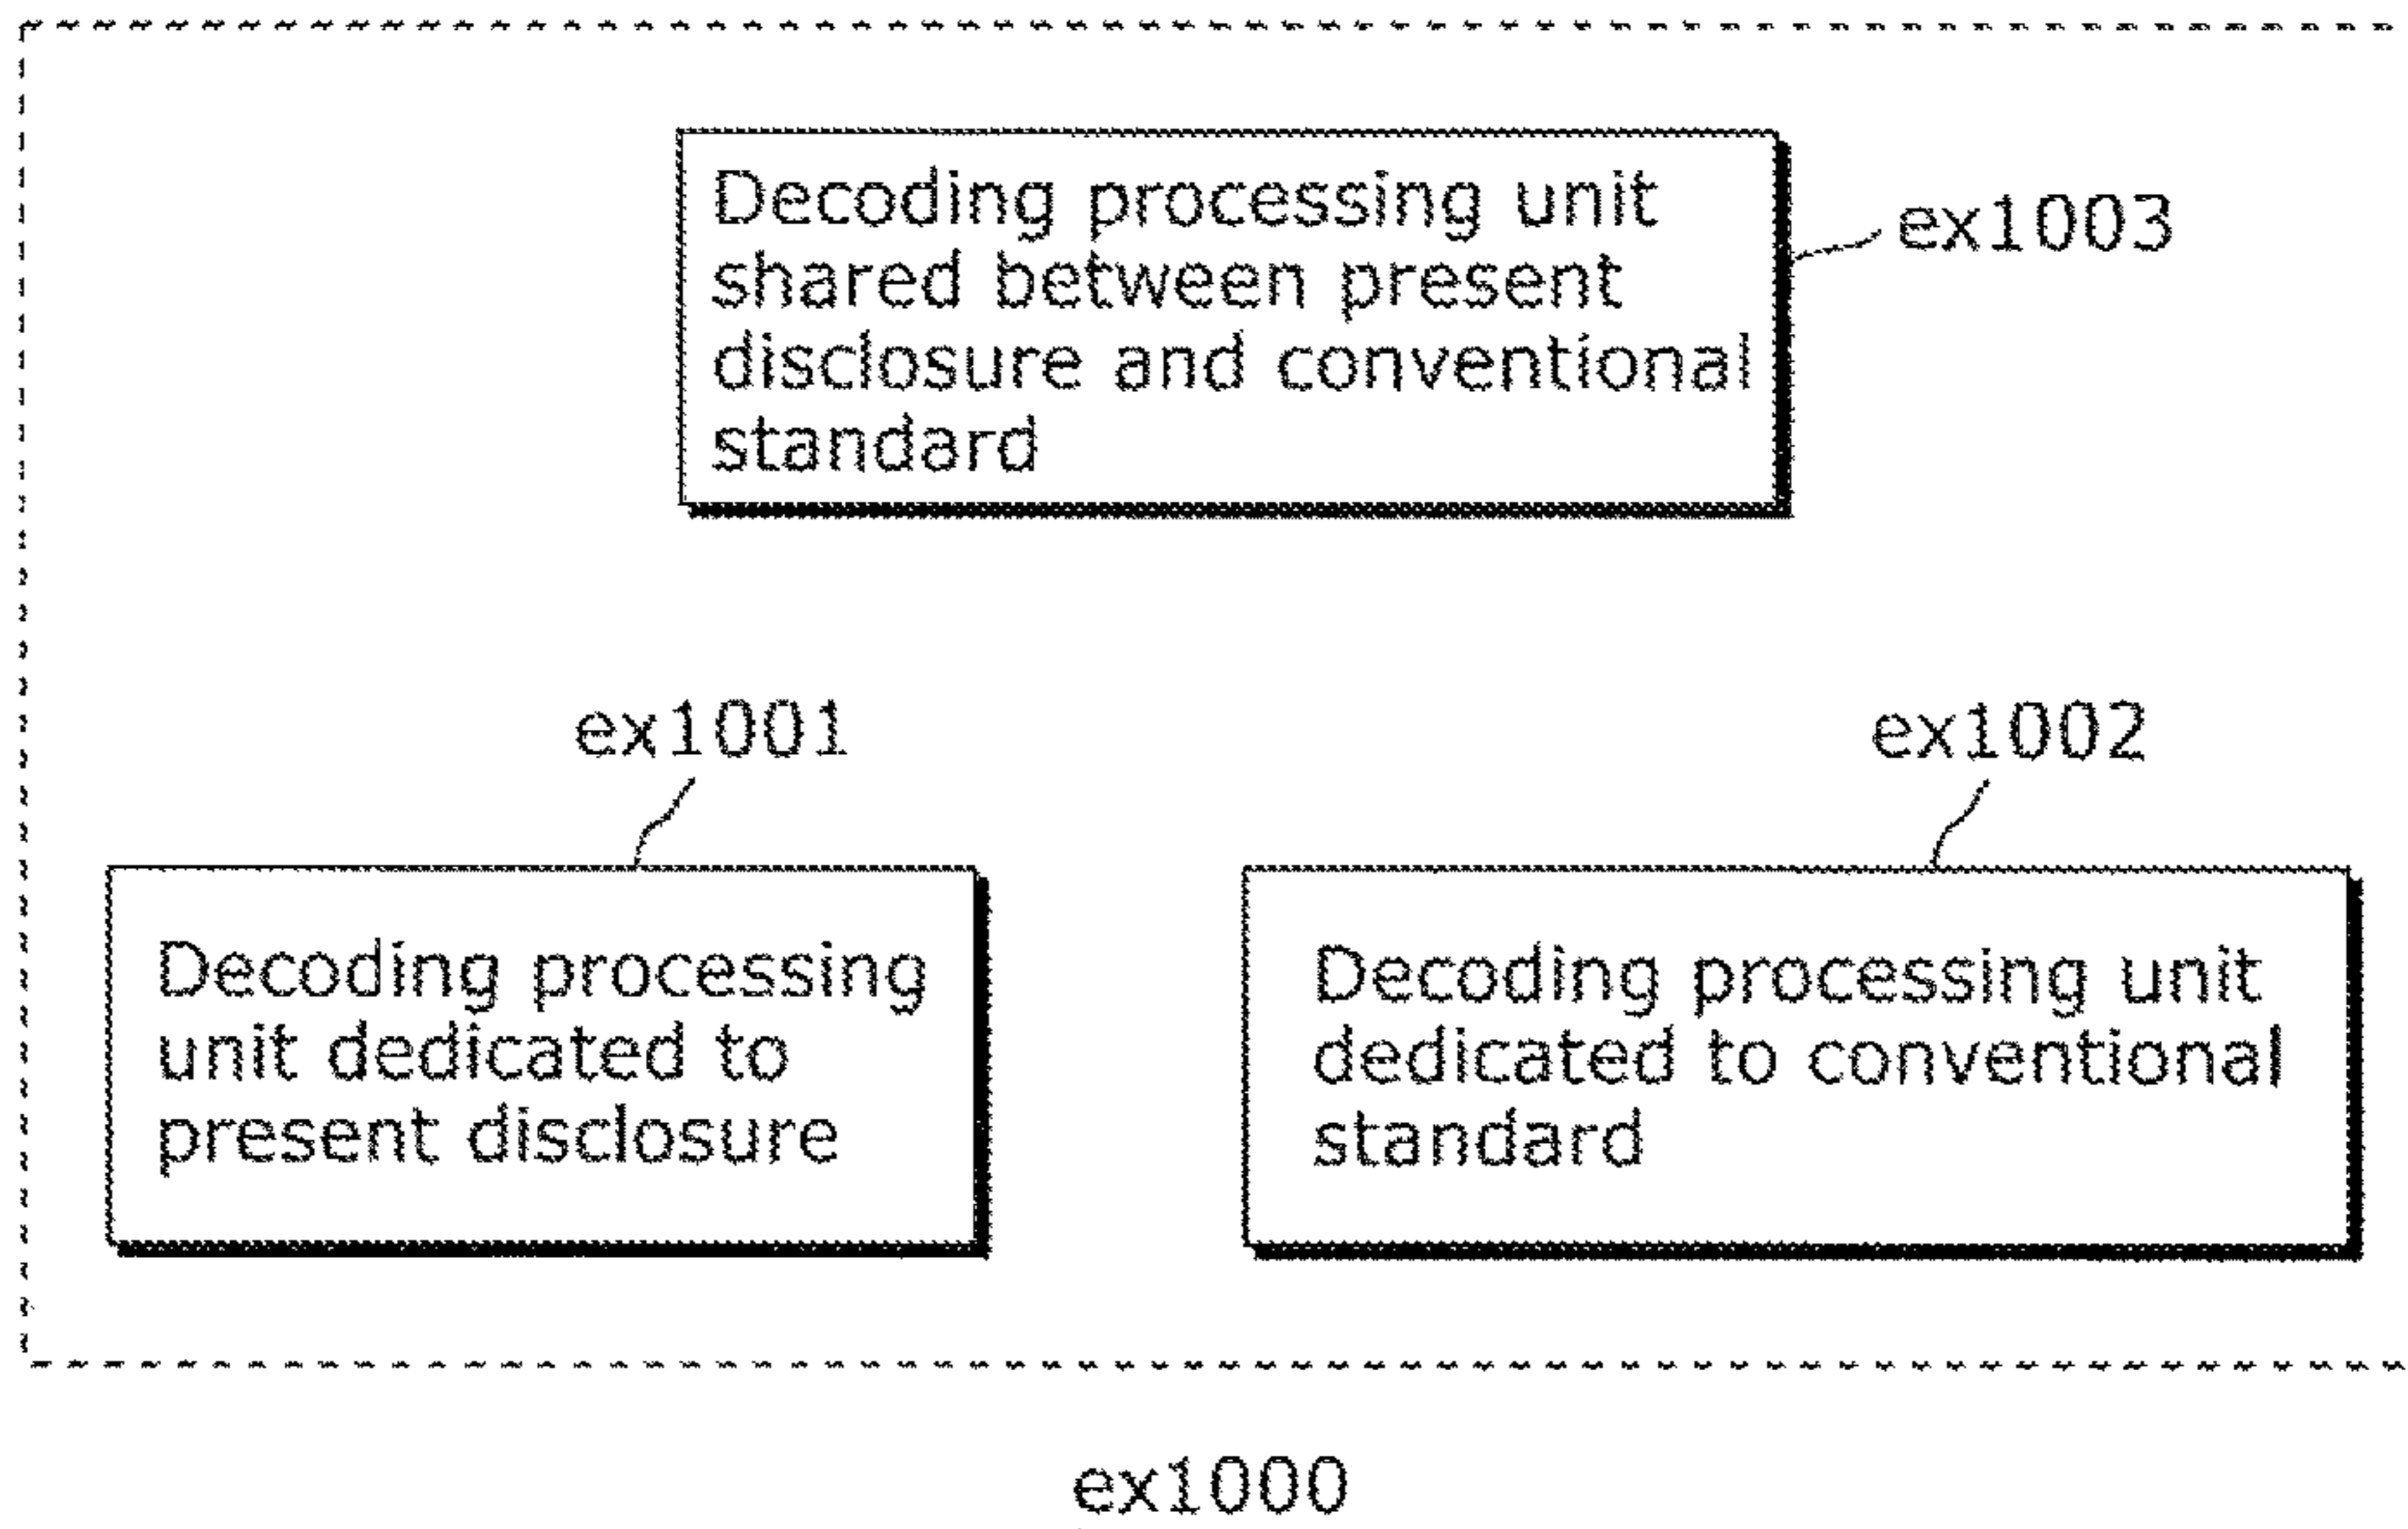 Decoding processing unit
shared between present
disclosure and conventional
standard
ex1003
ex1001
ex1002
Decoding processing
unit dedicated to
present disclosure
Decoding processing unit
dedicated to conventional
standard
ex1000